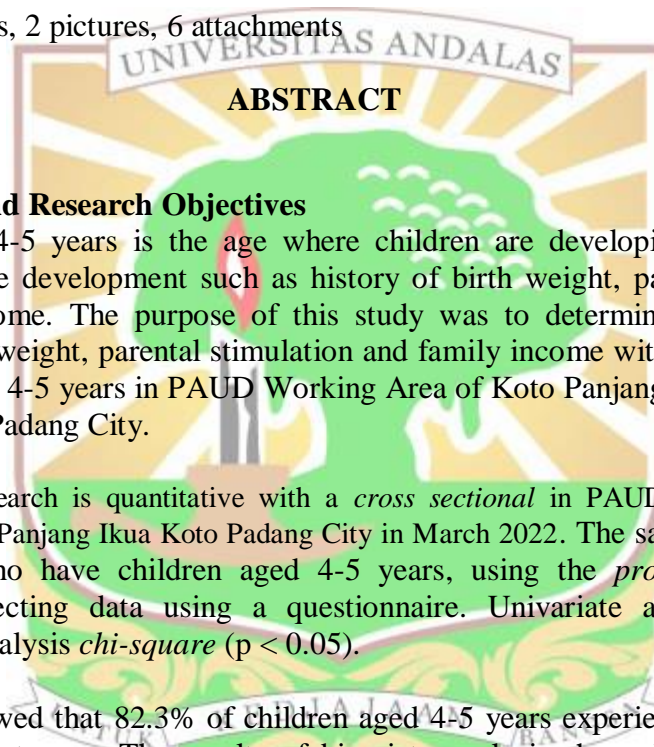 s, 2 pictures, 6 attachments
UNIVERSITAS ANDALAS
ABSTRACT
nd Research Objectives
4-5 years is the age where children are developi
e development such as history of birth weight, pa
ome. The purpose of this study was to determin
weight, parental stimulation and family income wit
4-5 years in PAUD Working Area of Koto Panjang
Padang City.
earch is quantitative with a cross sectional in PAUD
Panjang Ikua Koto Padang City in March 2022. The sa
ho have children aged 4-5 years, using the pro
ecting data using a questionnaire. Univariate a
alysis chi-square (p < 0.05).
wed that 82.3% of children aged 4-5 years experie